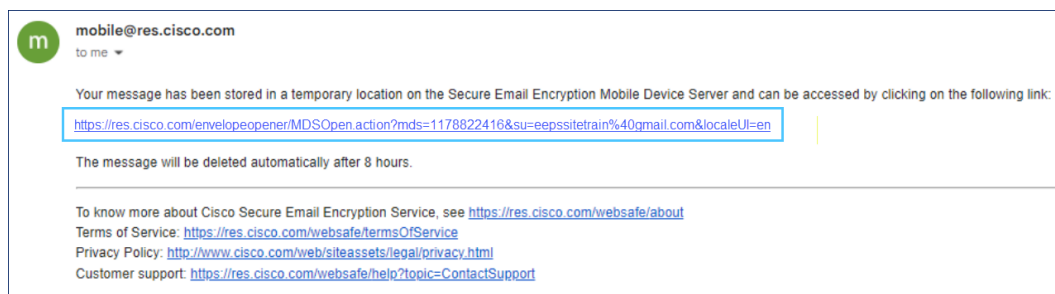 m
mobile@res.cisco.com
to me
Your message has been stored in a temporary location on the Secure Email Encryption Mobile Device Server and can be accessed by clicking on the following link:
https://res.cisco.com/envelopeopener/MDSOpen.action?mds=1178822416&su=eepssitetrain%40gmail.com&localeUI=en
The message will be deleted automatically after 8 hours.
To know more about Cisco Secure Email Encryption Service, see https://res.cisco.com/websafe/about
Terms of Service: https://res.cisco.com/websafe/termsOfService
Privacy Policy: http://www.cisco.com/web/siteassets/legal/privacy.html
Customer support: https://res.cisco.com/websafe/help?topic=ContactSupport